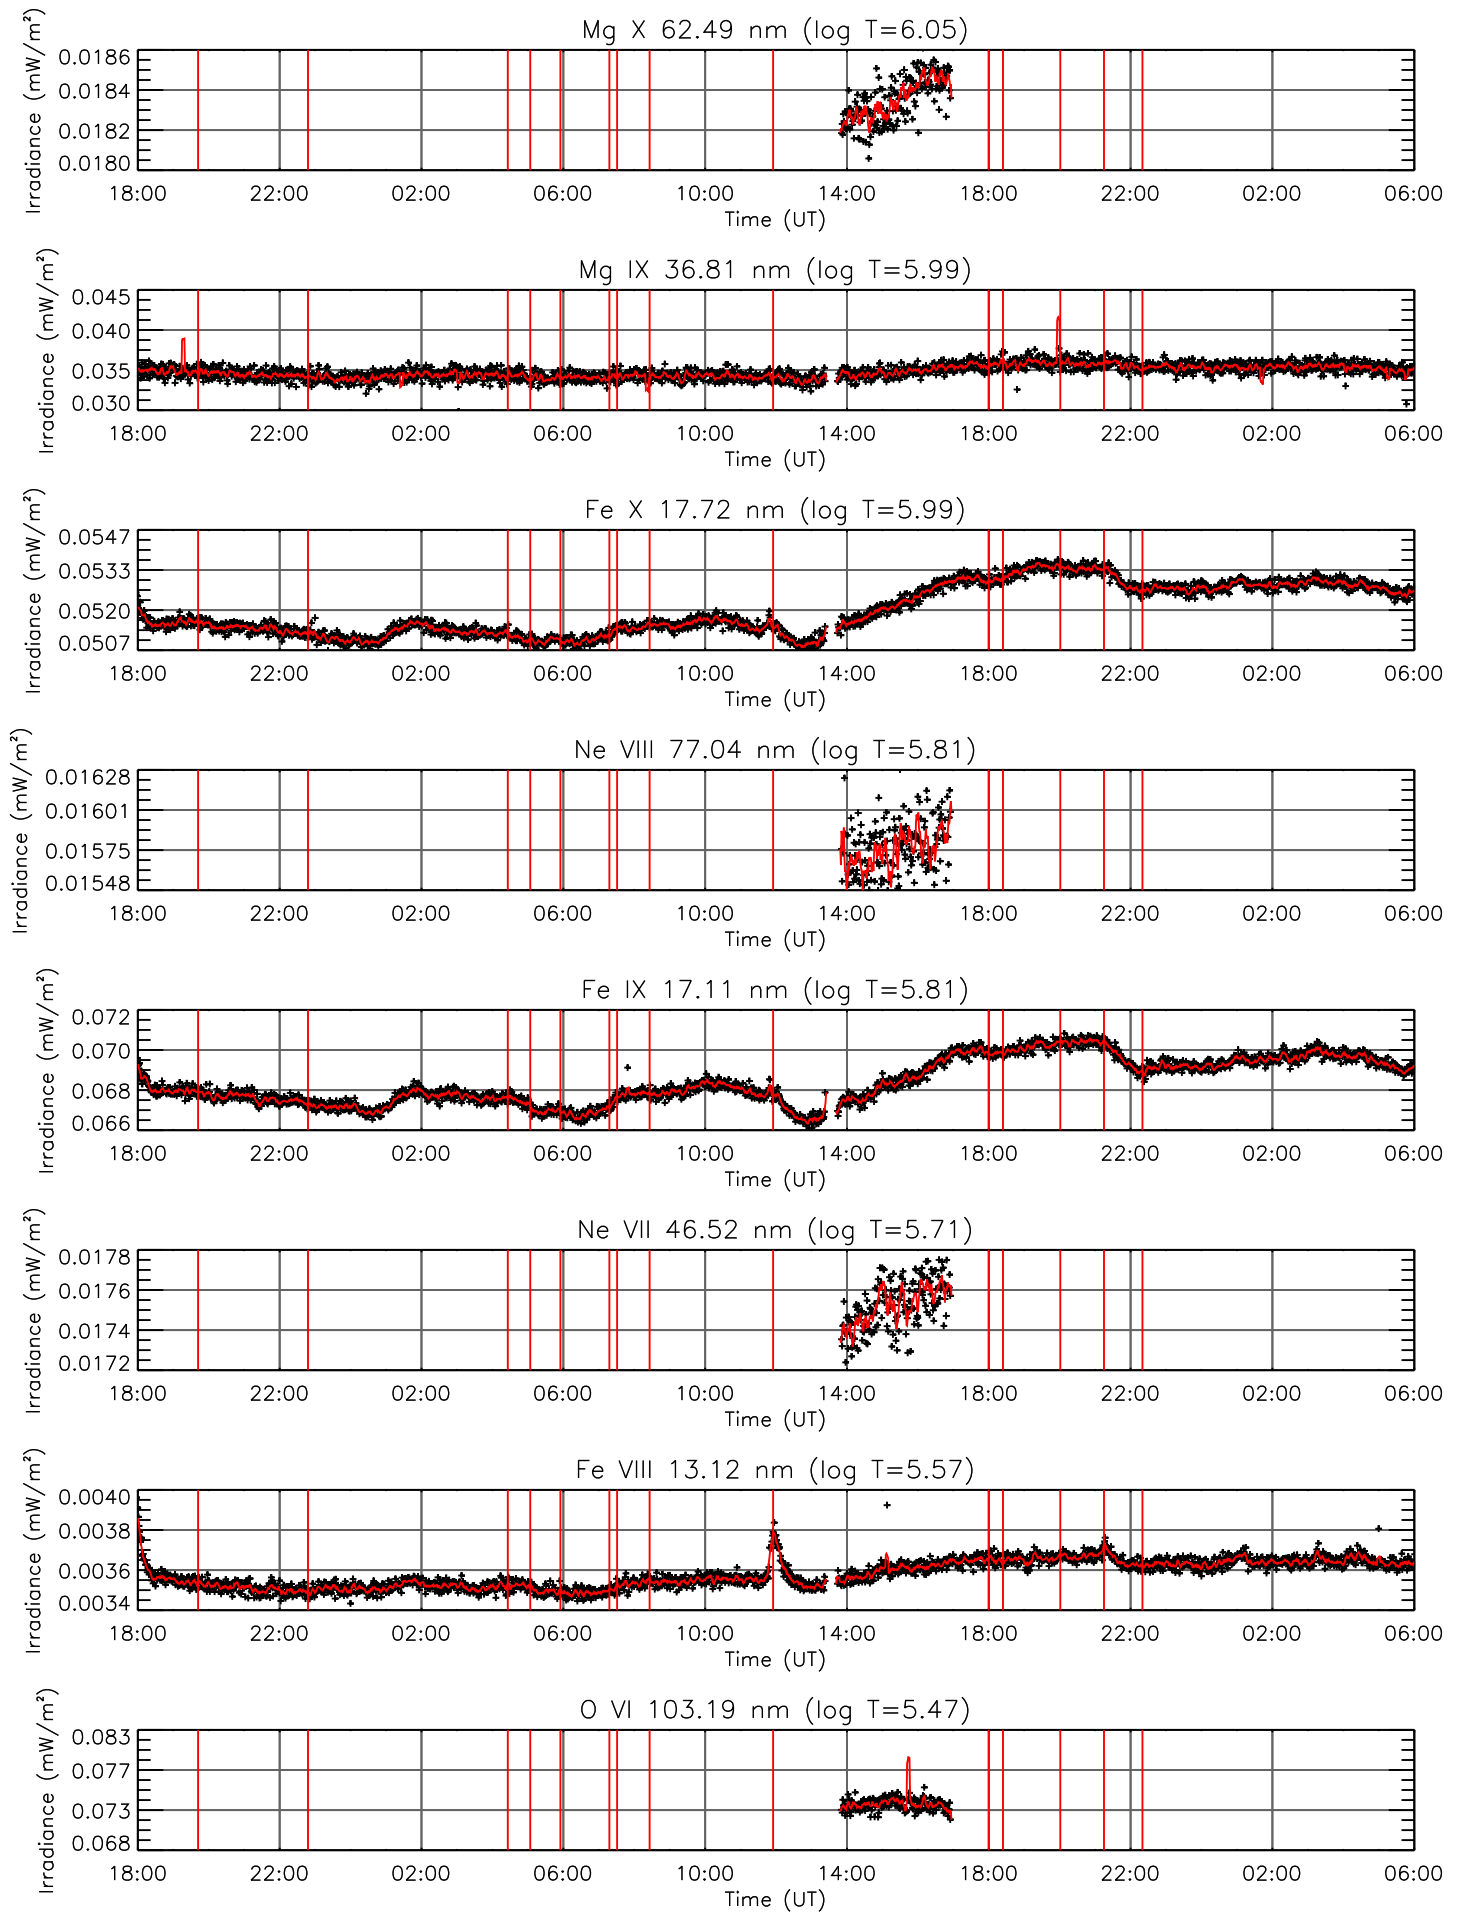 Mg X 62.49 nm (log T=6.05)
Irradiance (mW/m²)
0.0186
0.0184
0.0182
0.0180
18:00 22:00 02:00 06:00 10:00 14:00 18:00 22:00 02:00 06:00
Time (UT)
Mg IX 36.81 nm (log T=5.99)
Irradiance (mW/m²)
0.045
0.040
0.035
0.030
18:00 22:00 02:00 06:00 10:00 14:00 18:00 22:00 02:00 06:00
Time (UT)
Fe X 17.72 nm (log T=5.99)
Irradiance (mW/m²)
0.0547
0.0533
0.0520
0.0507
18:00 22:00 02:00 06:00 10:00 14:00 18:00 22:00 02:00 06:00
Time (UT)
Ne VIII 77.04 nm (log T=5.81)
Irradiance (mW/m²)
0.01628
0.01601
0.01575
0.01548
18:00 22:00 02:00 06:00 10:00 14:00 18:00 22:00 02:00 06:00
Time (UT)
Fe IX 17.11 nm (log T=5.81)
Irradiance (mW/m²)
0.072
0.070
0.068
0.066
18:00 22:00 02:00 06:00 10:00 14:00 18:00 22:00 02:00 06:00
Time (UT)
Ne VII 46.52 nm (log T=5.71)
Irradiance (mW/m²)
0.0178
0.0176
0.0174
0.0172
18:00 22:00 02:00 06:00 10:00 14:00 18:00 22:00 02:00 06:00
Time (UT)
Fe VIII 13.12 nm (log T=5.57)
Irradiance (mW/m²)
0.0040
0.0038
0.0036
0.0034
18:00 22:00 02:00 06:00 10:00 14:00 18:00 22:00 02:00 06:00
Time (UT)
O VI 103.19 nm (log T=5.47)
Irradiance (mW/m²)
0.083
0.077
0.073
0.068
18:00 22:00 02:00 06:00 10:00 14:00 18:00 22:00 02:00 06:00
Time (UT)